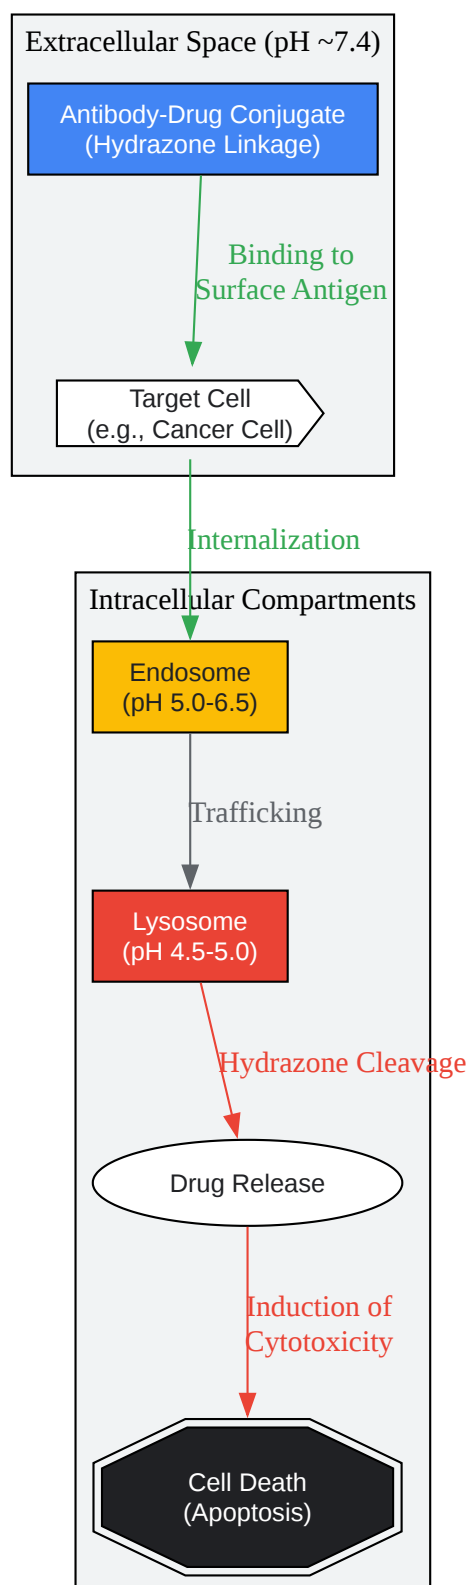 Extracellular Space (pH ~7.4)
Antibody-Drug Conjugate
(Hydrazone Linkage)
Binding to
Surface Antigen
Target Cell
(e.g., Cancer Cell)
Internalization
Intracellular Compartments
Endosome
(pH 5.0-6.5)
Trafficking
Lysosome
(pH 4.5-5.0)
Hydrazone Cleavage
Drug Release
Induction of
Cytotoxicity
Cell Death
(Apoptosis)